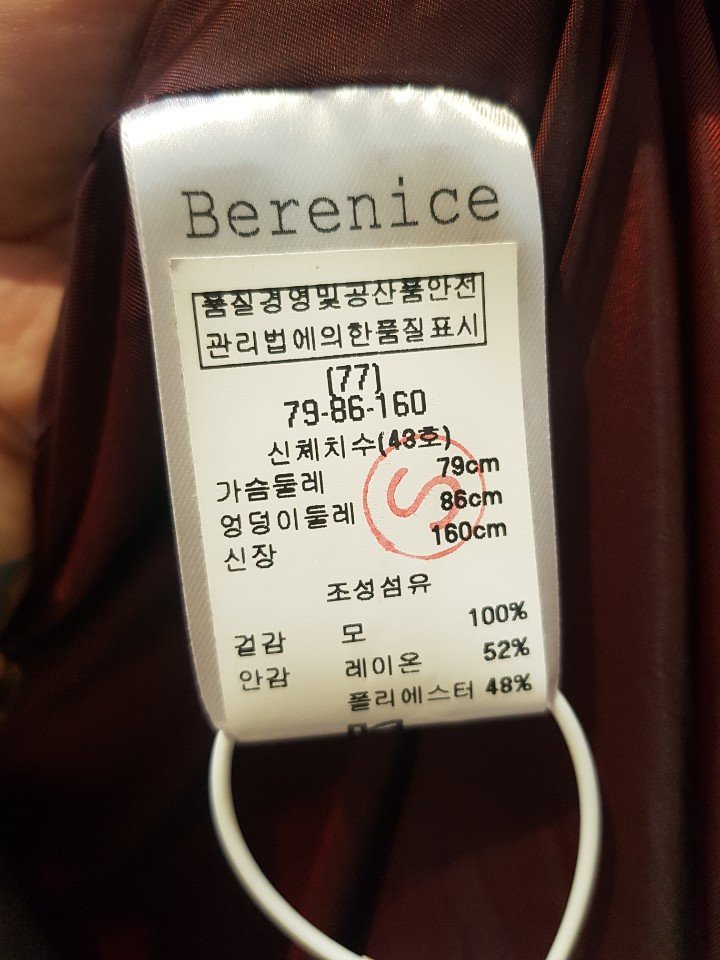 Berenice
품질경영및공산품안전
관리법에의한품질표시
(77)
79-86-160
신체치수(43호)
가슴둘레 79cm
엉덩이둘레 86cm
신장 160cm
S
조성섬유
겉감 모 100%
안감 레이온 52%
폴리에스터 48%